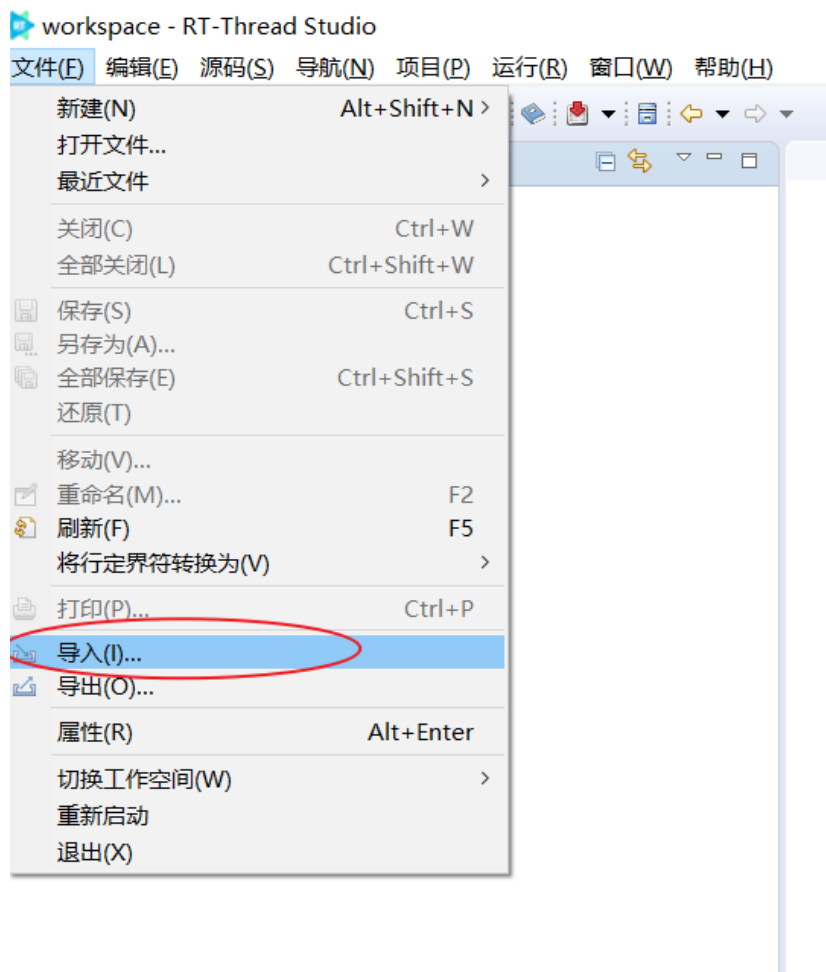 workspace - RT-Thread Studio
文件(F) 编辑(E) 源码(S) 导航(N) 项目(P) 运行(R) 窗口(W) 帮助(H)
新建(N) Alt+Shift+N >
打开文件...
最近文件 >
关闭(C) Ctrl+W
全部关闭(L) Ctrl+Shift+W
保存(S) Ctrl+S
另存为(A)...
全部保存(E) Ctrl+Shift+S
还原(T)
移动(V)...
重命名(M)... F2
刷新(F) F5
将行定界符转换为(V) >
打印(P)... Ctrl+P
导入(I)...
导出(O)...
属性(R) Alt+Enter
切换工作空间(W) >
重新启动
退出(X)